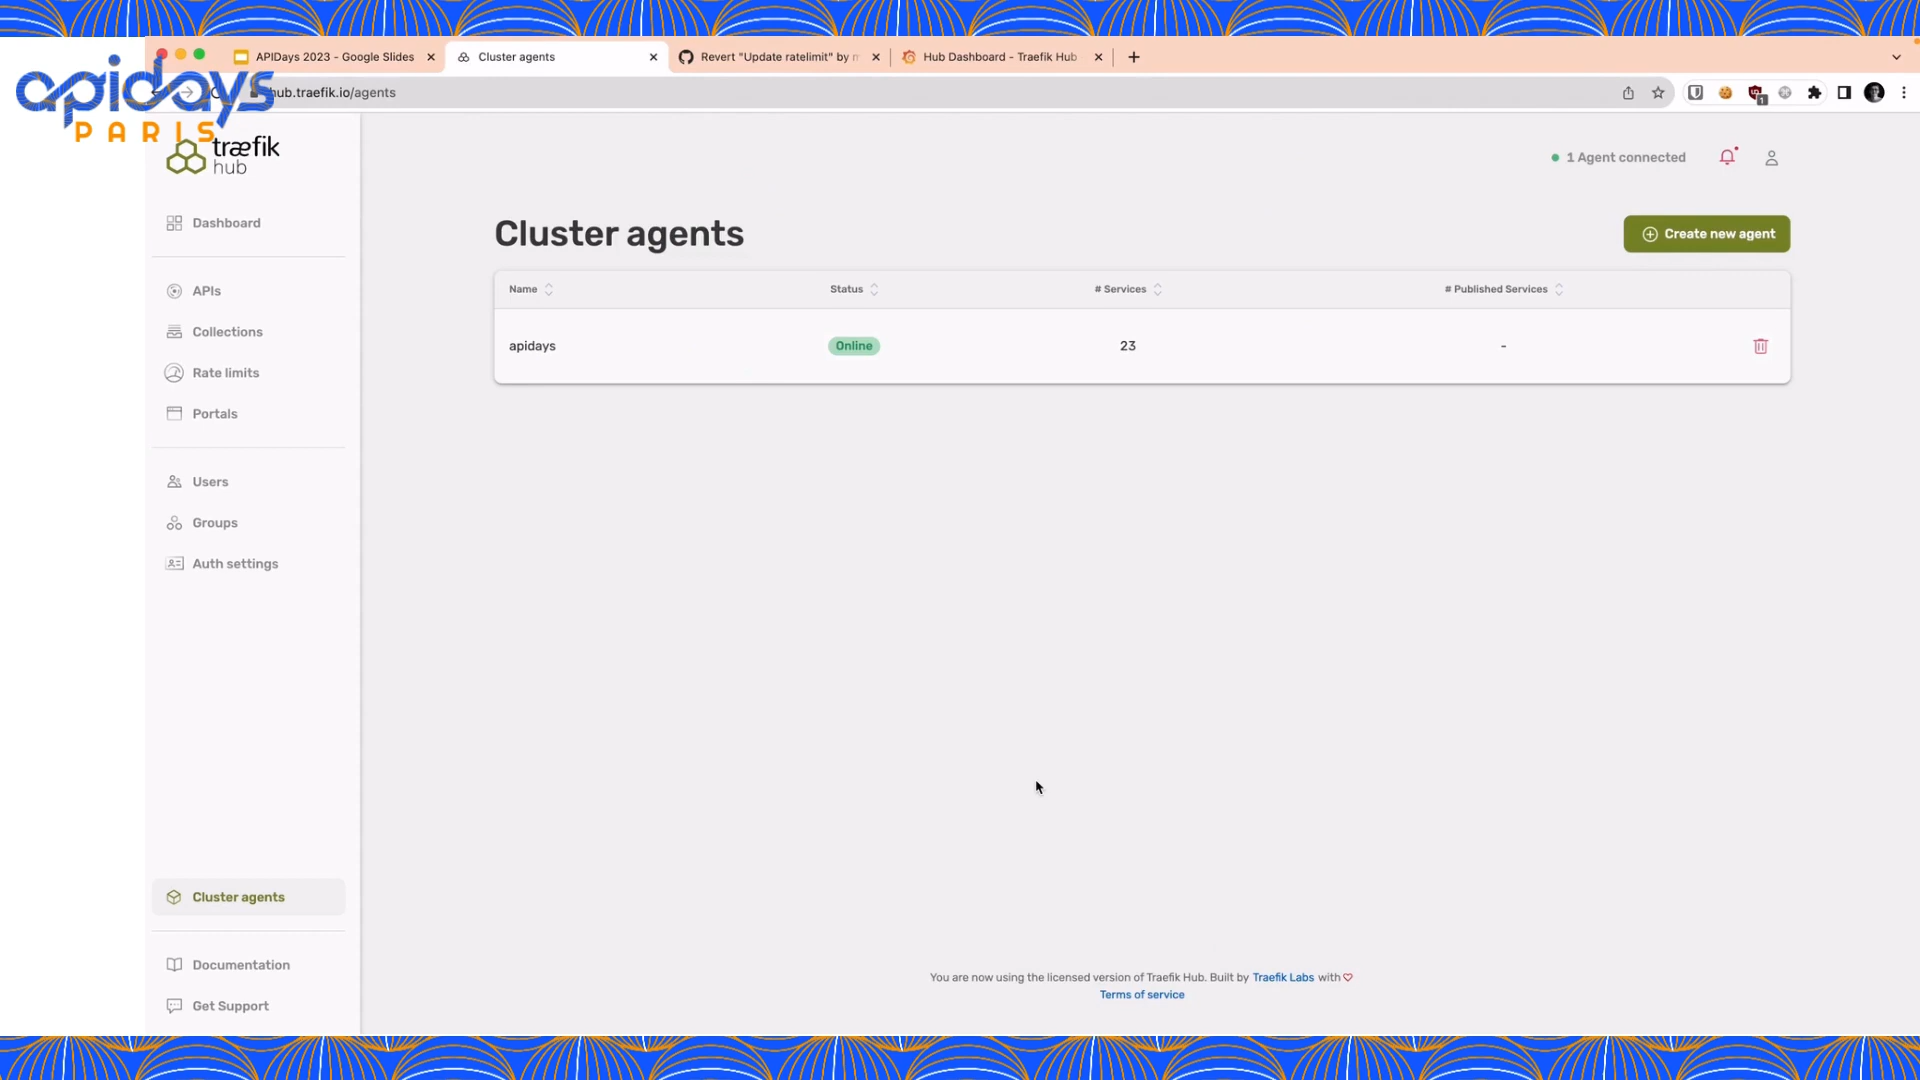 APIDays 2023 - Google Slides
Cluster agents
Revert "Update ratelimit" by
Hub Dashboard - Traefik Hub
hub.traefik.io/agents
1
apidays
PARIS
træfik
hub
1 Agent connected
Dashboard
APIs
Collections
Rate limits
Portals
Users
Groups
Auth settings
Cluster agents
Documentation
Get Support
Cluster agents
Create new agent
Name
Status
# Services
# Published Services
apidays
Online
23
-
You are now using the licensed version of Traefik Hub. Built by Traefik Labs with ♡
Terms of service